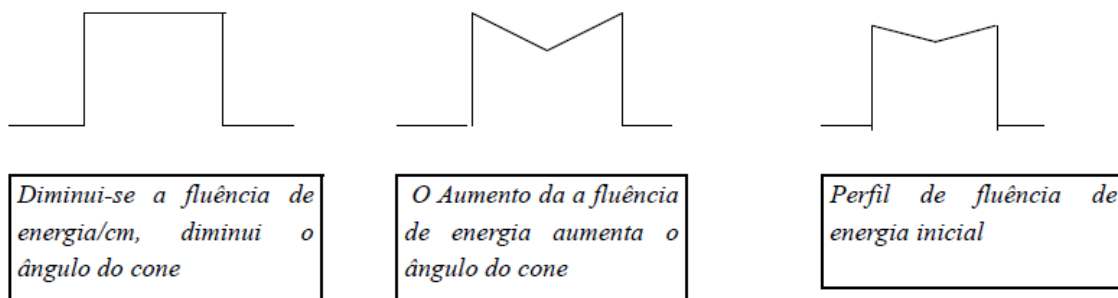 Diminui-se a fluência de
energia/cm, diminui o
ângulo do cone
O Aumento da a fluência
de energia aumenta o
ângulo do cone
Perfil de fluência de
energia inicial